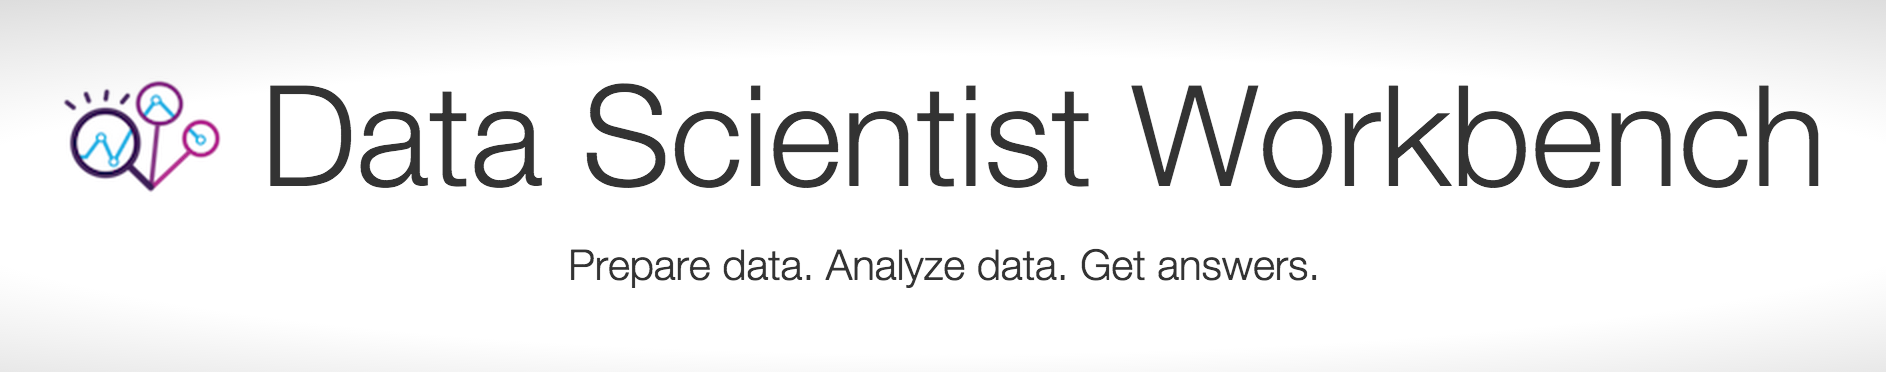 Data Scientist Workbench
Prepare data. Analyze data. Get answers.